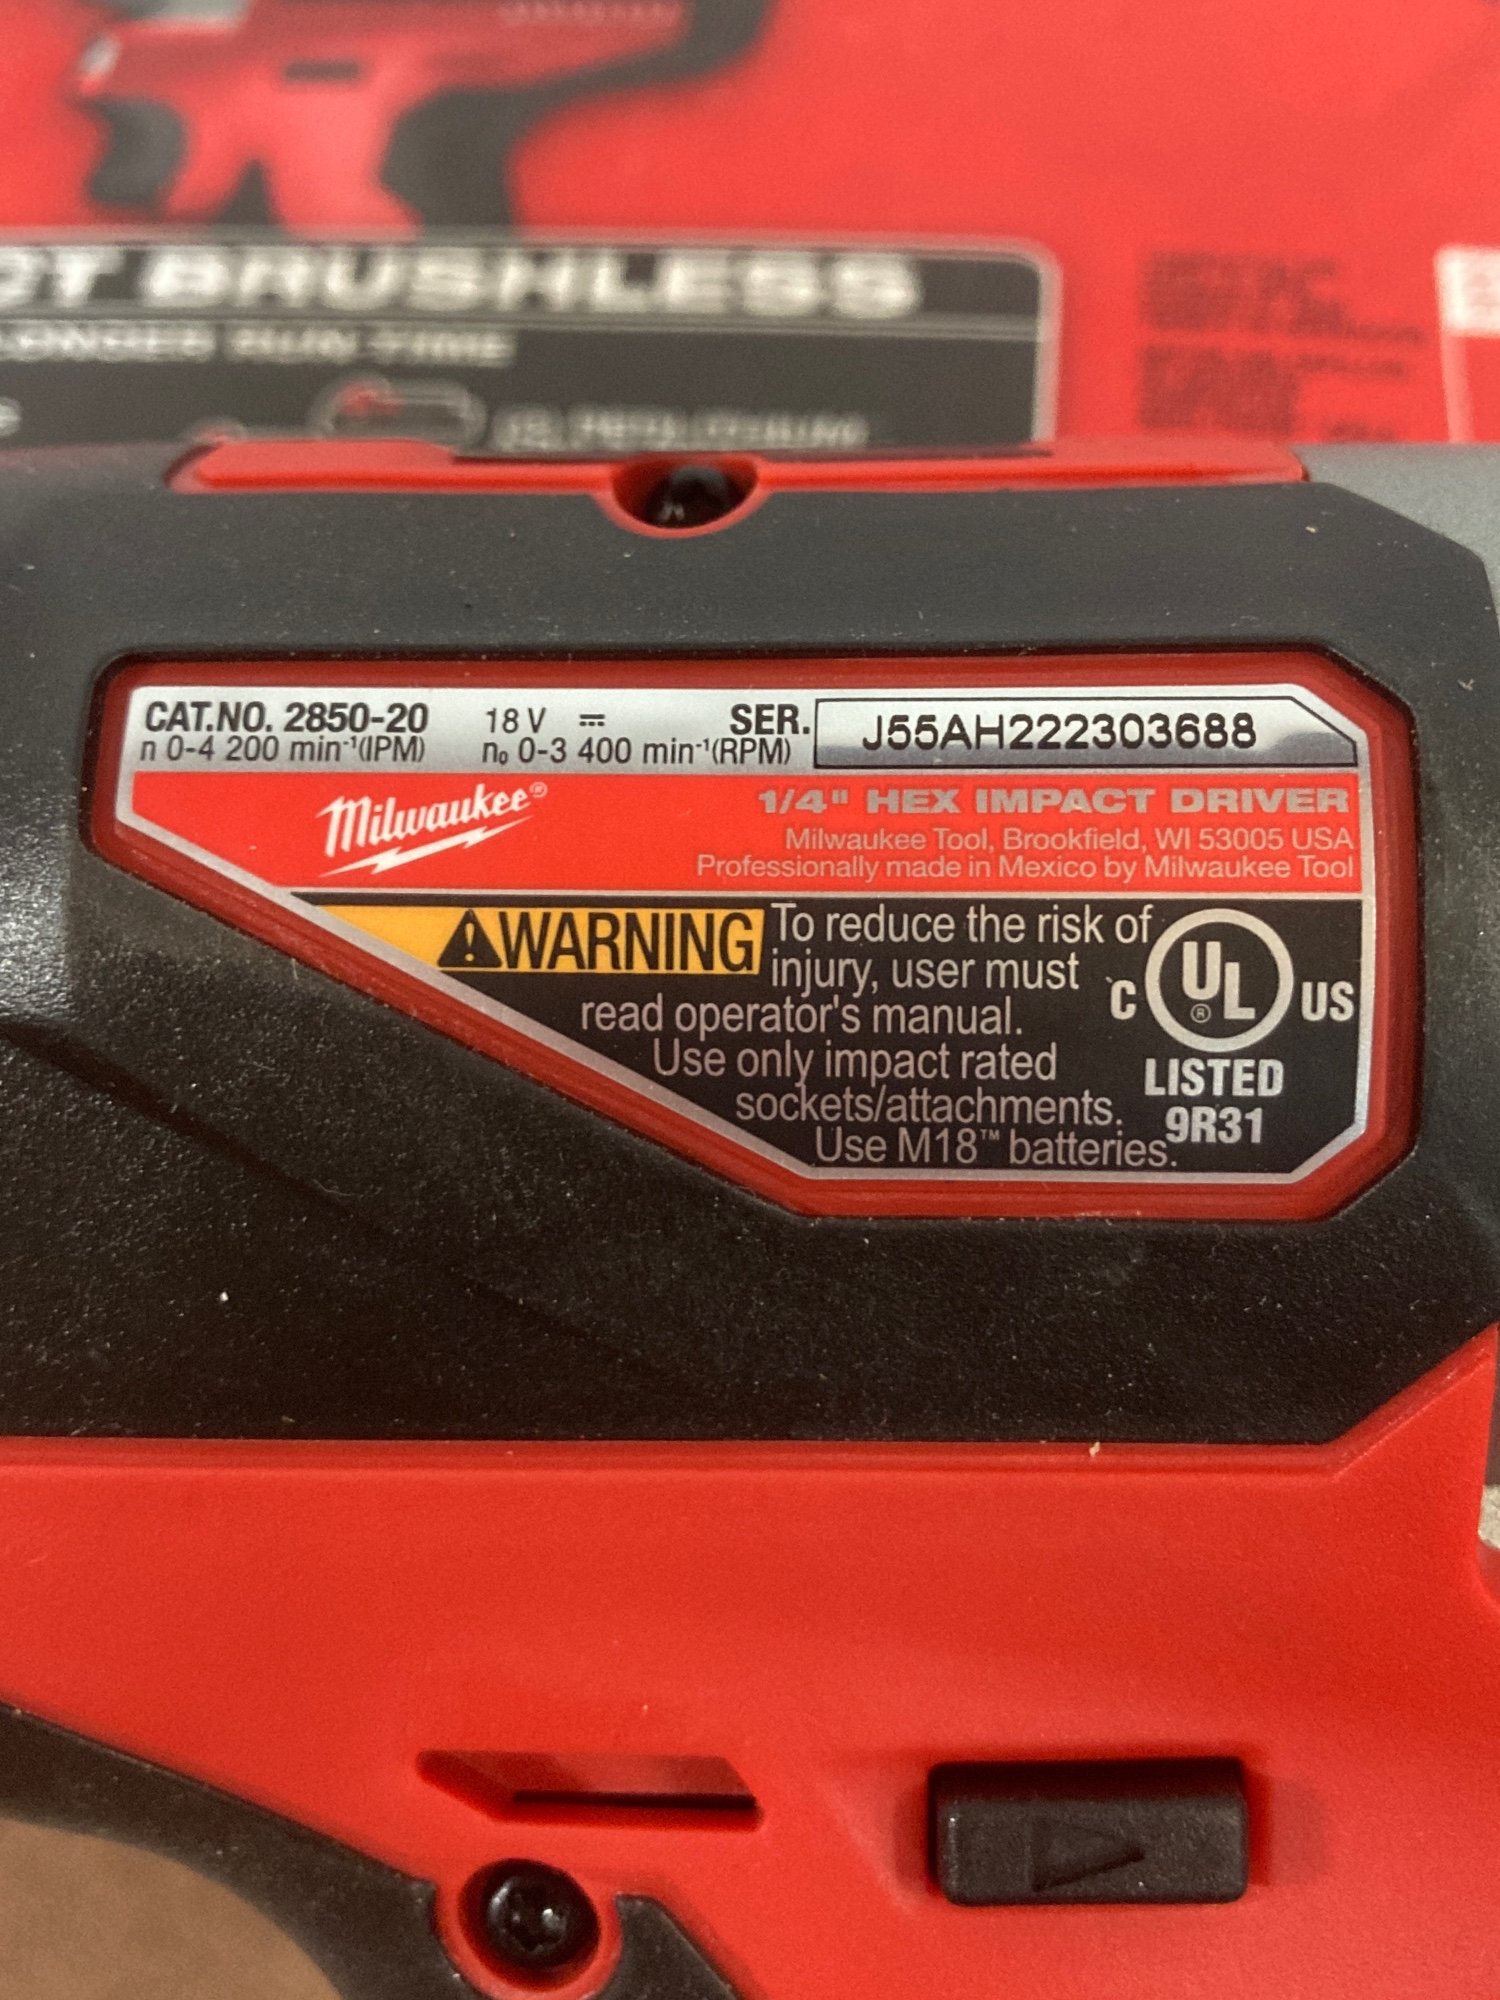 BRUSHLESS
LONGER RUN-TIME
CAT.NO. 2850-20 18 V ⎓ SER. J55AH222303688
n 0-4 200 min⁻¹(IPM) n₀ 0-3 400 min⁻¹(RPM)
Milwaukee®
1/4" HEX IMPACT DRIVER
Milwaukee Tool, Brookfield, WI 53005 USA
Professionally made in Mexico by Milwaukee Tool
⚠WARNING To reduce the risk of
injury, user must
read operator's manual.
Use only impact rated
sockets/attachments.
Use M18™ batteries.
C UL® US
LISTED
9R31